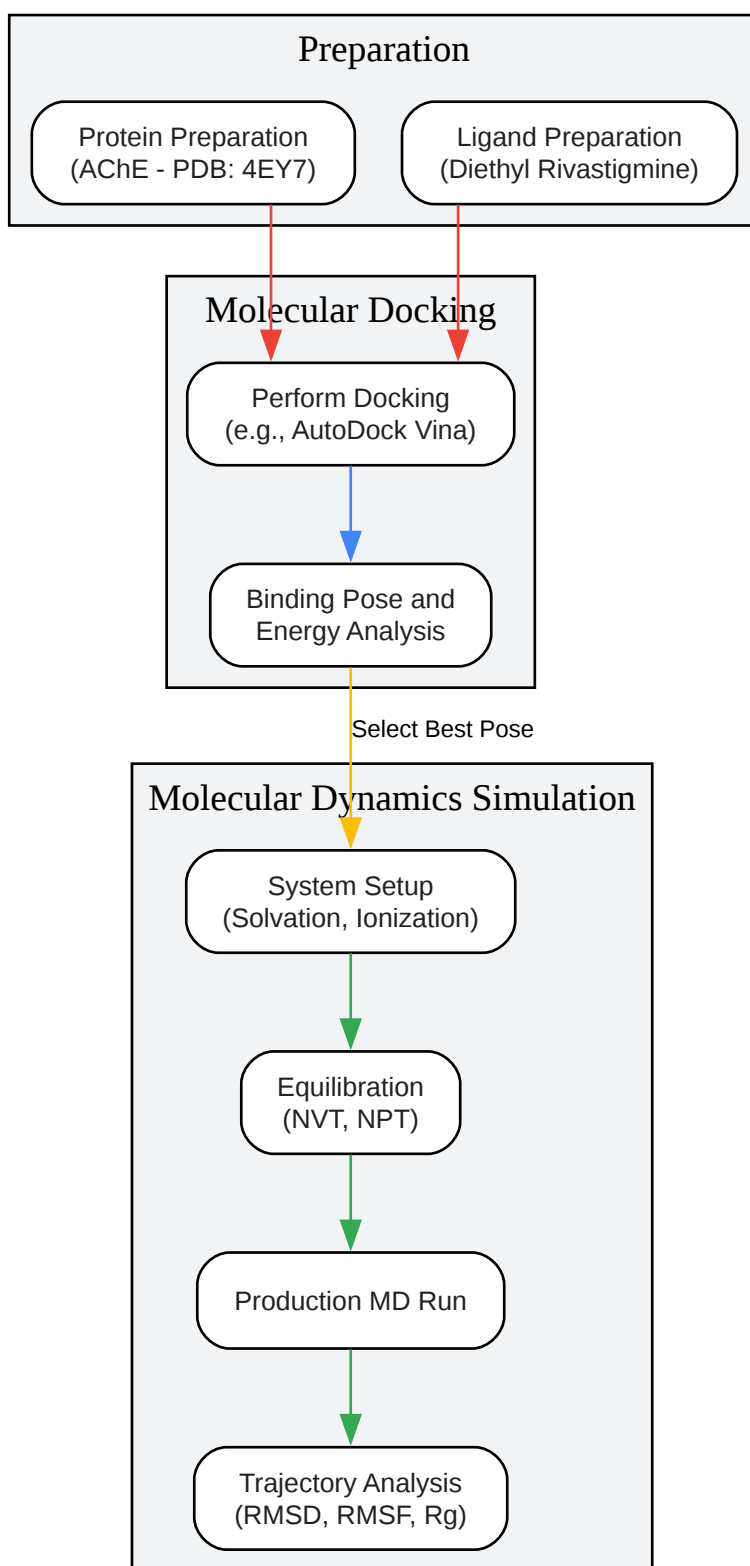 Preparation
Protein Preparation
(AChE - PDB: 4EY7)
Ligand Preparation
(Diethyl Rivastigmine)
Molecular Docking
Perform Docking
(e.g., AutoDock Vina)
Binding Pose and
Energy Analysis
Select Best Pose
Molecular Dynamics Simulation
System Setup
(Solvation, Ionization)
Equilibration
(NVT, NPT)
Production MD Run
Trajectory Analysis
(RMSD, RMSF, Rg)